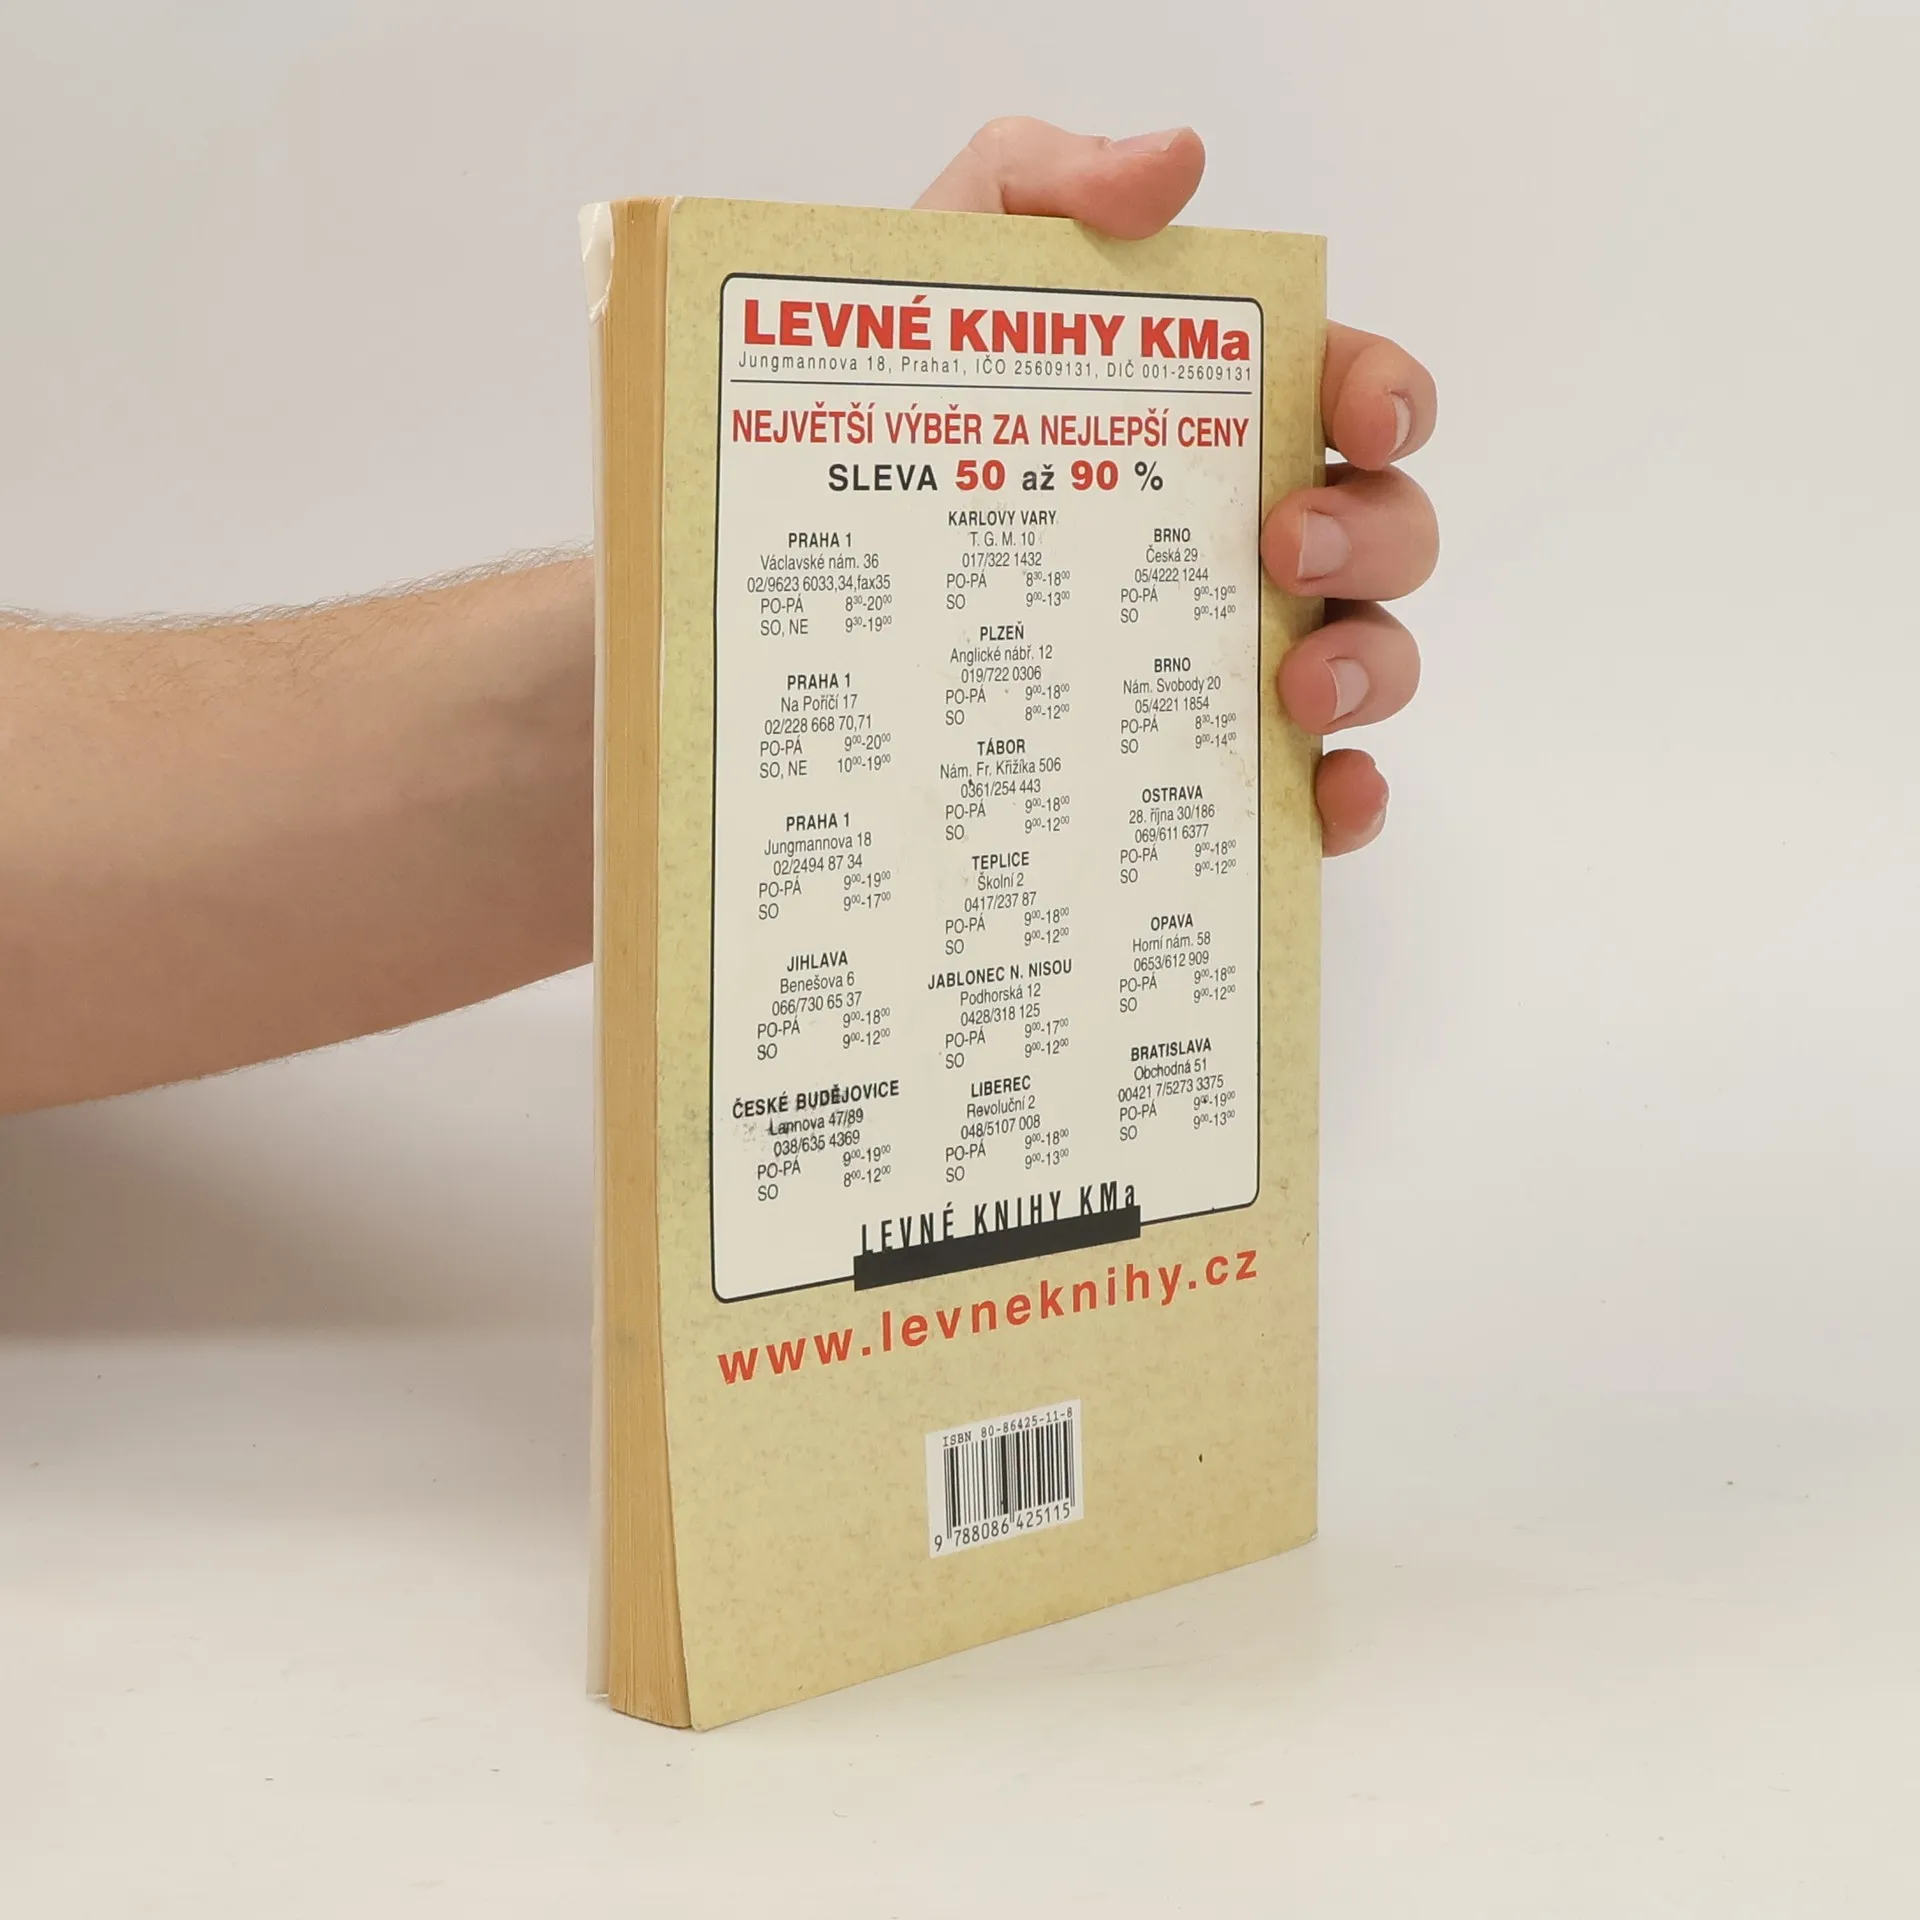 LEVNÉ KNIHY KMa
Jungmannova 18, Praha1, IČO 25609131, DIČ 001-25609131
NEJVĚTŠÍ VÝBĚR ZA NEJLEPŠÍ CENY
SLEVA 50 až 90 %
PRAHA 1
Václavské nám. 36
02/9623 6033,34,fax35
PO-PÁ 8³⁰-20⁰⁰
SO, NE 9³⁰-19⁰⁰
PRAHA 1
Na Poříčí 17
02/228 668 70,71
PO-PÁ 9⁰⁰-20⁰⁰
SO, NE 10⁰⁰-19⁰⁰
PRAHA 1
Jungmannova 18
02/2494 87 34
PO-PÁ 9⁰⁰-19⁰⁰
SO 9⁰⁰-17⁰⁰
JIHLAVA
Benešova 6
066/730 65 37
PO-PÁ 9⁰⁰-18⁰⁰
SO 9⁰⁰-12⁰⁰
ČESKÉ BUDĚJOVICE
Lannova 47/89
038/635 4369
PO-PÁ 9⁰⁰-19⁰⁰
SO 8⁰⁰-12⁰⁰
KARLOVY VARY
T. G. M. 10
017/322 1432
PO-PÁ 8³⁰-18⁰⁰
SO 9⁰⁰-13⁰⁰
PLZEŇ
Anglické nábř. 12
019/722 0306
PO-PÁ 9⁰⁰-18⁰⁰
SO 8⁰⁰-12⁰⁰
TÁBOR
Nám. Fr. Křižíka 506
0361/254 443
PO-PÁ 9⁰⁰-18⁰⁰
SO 9⁰⁰-12⁰⁰
TEPLICE
Školní 2
0417/237 87
PO-PÁ 9⁰⁰-18⁰⁰
SO 9⁰⁰-12⁰⁰
JABLONEC N. NISOU
Podhorská 12
0428/318 125
PO-PÁ 9⁰⁰-17⁰⁰
SO 9⁰⁰-12⁰⁰
LIBEREC
Revoluční 2
048/5107 008
PO-PÁ 9⁰⁰-18⁰⁰
SO 9⁰⁰-13⁰⁰
BRNO
Česká 29
05/4222 1244
PO-PÁ 9⁰⁰-19⁰⁰
SO 9⁰⁰-14⁰⁰
BRNO
Nám. Svobody 20
05/4221 1854
PO-PÁ 8³⁰-19⁰⁰
SO 9⁰⁰-14⁰⁰
OSTRAVA
28. října 30/186
069/611 6377
PO-PÁ 9⁰⁰-18⁰⁰
SO 9⁰⁰-12⁰⁰
OPAVA
Horní nám. 58
0653/612 909
PO-PÁ 9⁰⁰-18⁰⁰
SO 9⁰⁰-12⁰⁰
BRATISLAVA
Obchodná 51
00421 7/5273 3375
PO-PÁ 9⁰⁰-19⁰⁰
SO 9⁰⁰-13⁰⁰
LEVNÉ KNIHY KMa
www.levneknihy.cz
ISBN 80-86425-11-8
9 788086 425115